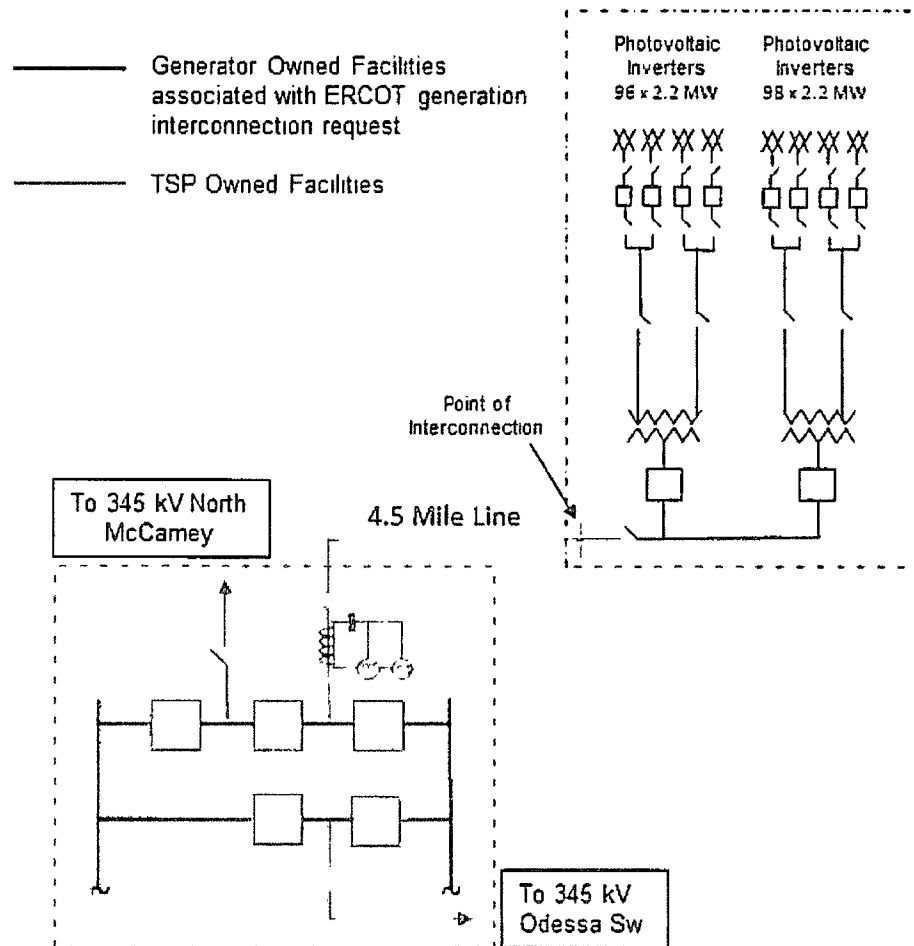 Generator Owned Facilities
associated with ERCOT generation
interconnection request
TSP Owned Facilities
Photovoltaic
Inverters
96 x 2.2 MW
Photovoltaic
Inverters
98 x 2.2 MW
Point of
Interconnection
To 345 kV North
McCamey
4.5 Mile Line
To 345 kV
Odessa Sw